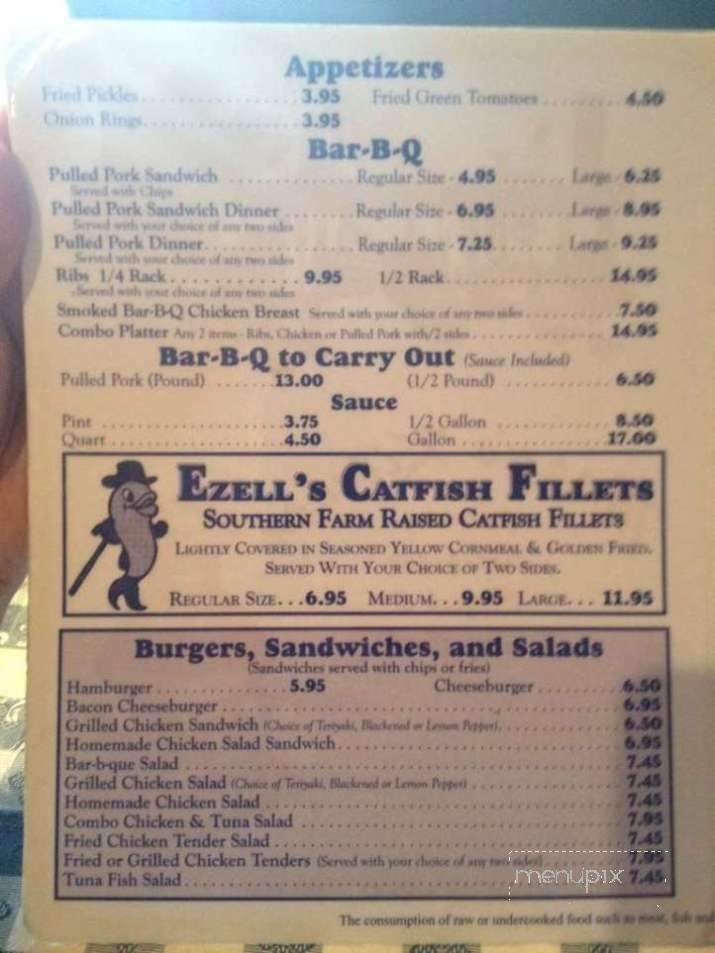 Appetizers
Fried Pickles 3.95 Fried Green Tomatoes 4.50
Onion Rings 3.95
Bar-B-Q
Pulled Pork Sandwich Regular Size - 4.95 Large - 6.25
Served with Chips
Pulled Pork Sandwich Dinner Regular Size - 6.95 Large - 8.95
Served with your choice of any two sides
Pulled Pork Dinner Regular Size - 7.25 Large - 9.25
Served with your choice of any two sides
Ribs 1/4 Rack 9.95 1/2 Rack 14.95
Served with your choice of any two sides
Smoked Bar-B-Q Chicken Breast Served with your choice of any two sides 7.50
Combo Platter Any 2 items - Ribs, Chicken or Pulled Pork with/2 sides 14.95
Bar-B-Q to Carry Out (Sauce Included)
Pulled Pork (Pound) 13.00 (1/2 Pound) 6.50
Sauce
Pint 3.75 1/2 Gallon 8.50
Quart 4.50 Gallon 17.00
Ezell's Catfish Fillets
Southern Farm Raised Catfish Fillets
Lightly Covered in Seasoned Yellow Cornmeal & Golden Fried.
Served With Your Choice of Two Sides.
Regular Size...6.95 Medium...9.95 Large... 11.95
Burgers, Sandwiches, and Salads
(Sandwiches served with chips or fries)
Hamburger 5.95 Cheeseburger 6.50
Bacon Cheeseburger 6.95
Grilled Chicken Sandwich (Choice of Teriyaki, Blackened or Lemon Pepper) 6.50
Homemade Chicken Salad Sandwich 6.95
Bar-b-que Salad 7.45
Grilled Chicken Salad (Choice of Terryaki, Blackened or Lemon Pepper) 7.45
Homemade Chicken Salad 7.45
Combo Chicken & Tuna Salad 7.95
Fried Chicken Tender Salad 7.45
Fried or Grilled Chicken Tenders (Served with your choice of any two sides) 7.95
Tuna Fish Salad 7.45
menupix
The consumption of raw or undercooked food such as meat, fish and